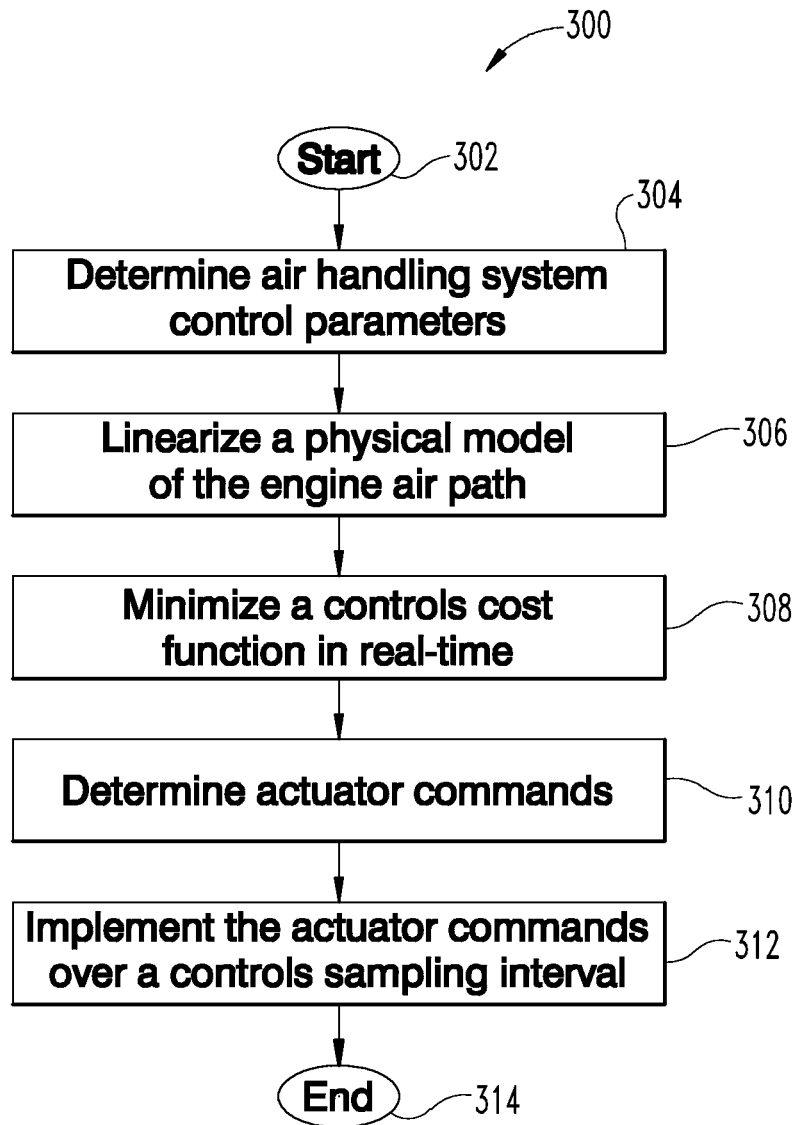 300
Start
302
304
Determine air handling system
control parameters
Linearize a physical model
of the engine air path
306
Minimize a controls cost
function in real-time
308
Determine actuator commands
310
Implement the actuator commands
over a controls sampling interval
312
End
314